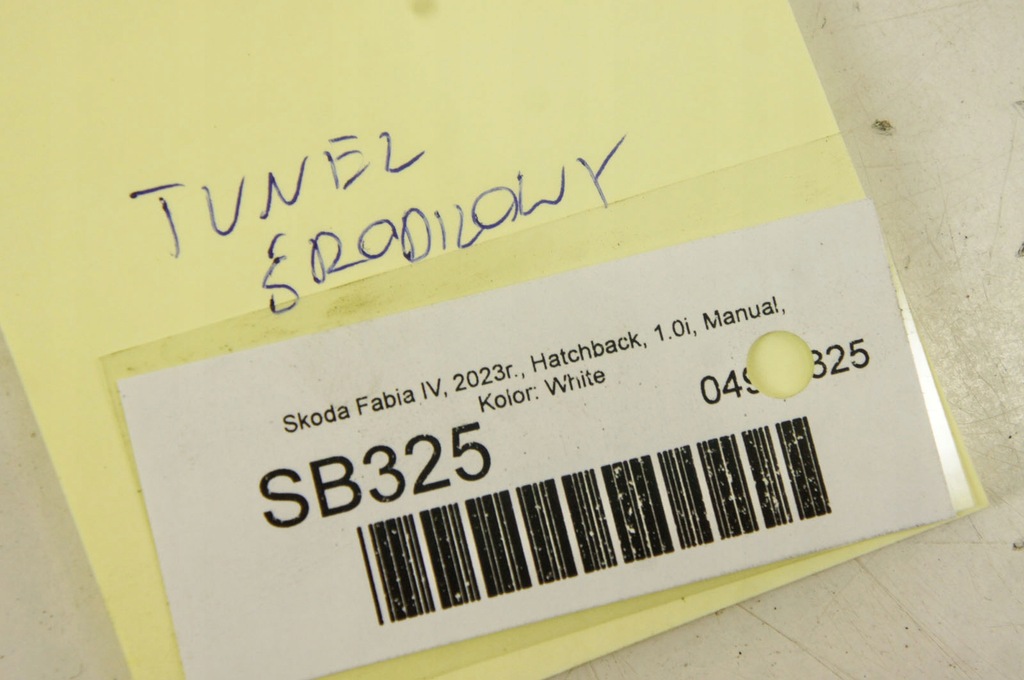 TUNEL
ŚRODKOWY
Skoda Fabia IV, 2023r., Hatchback, 1.0i, Manual,
Kolor: White
SB325